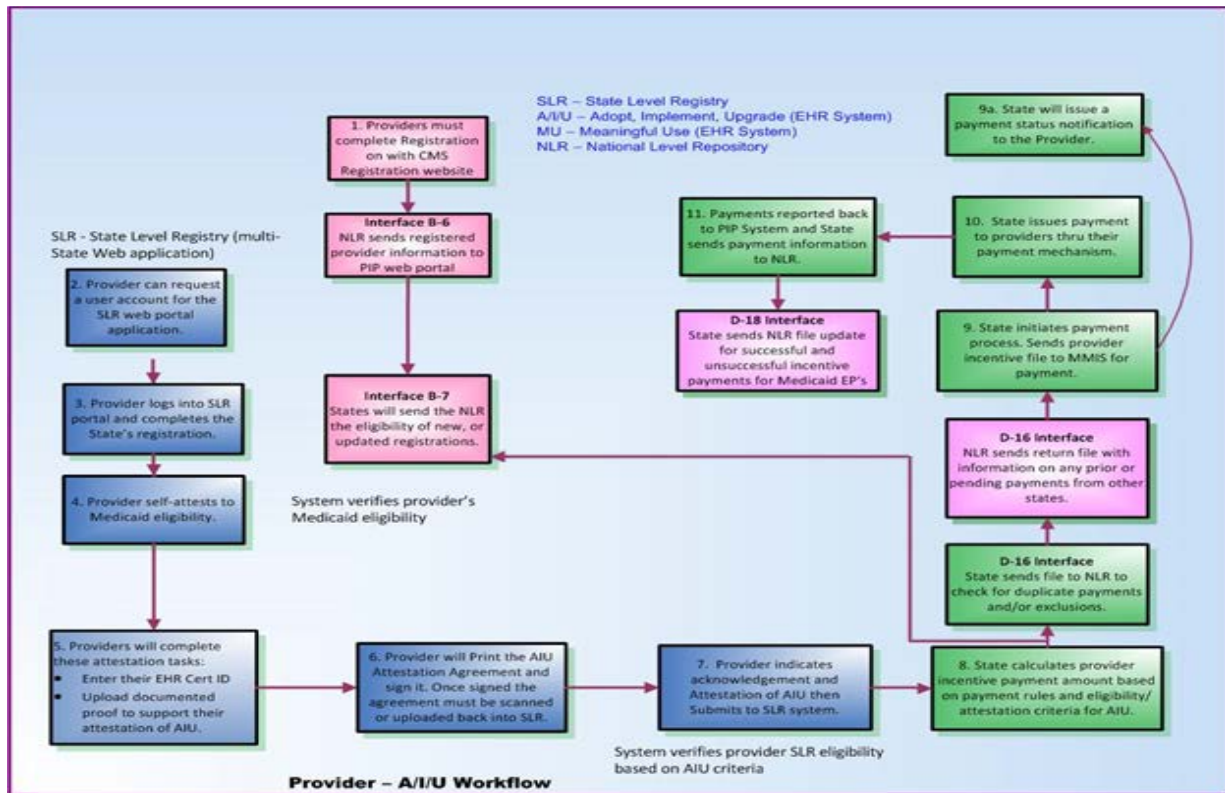 SLR – State Level Registry
A/I/U – Adopt, Implement, Upgrade (EHR System)
MU – Meaningful Use (EHR System)
NLR – National Level Repository
1. Providers must
complete Registration
on with CMS
Registration website
Interface B-6
NLR sends registered
provider information to
PIP web portal
Interface B-7
States will send the NLR
the eligibility of new, or
updated registrations.
System verifies provider's
Medicaid eligibility
SLR - State Level Registry (multi-
State Web application)
2. Provider can request
a user account for the
SLR web portal
application.
3. Provider logs into SLR
portal and completes the
State's registration.
4. Provider self-attests to
Medicaid eligibility.
5. Providers will complete
these attestation tasks:
• Enter their EHR Cert ID
• Upload documented
proof to support their
attestation of AIU.
6. Provider will Print the AIU
Attestation Agreement and
sign it. Once signed the
agreement must be scanned
or uploaded back into SLR.
7. Provider indicates
acknowledgement and
Attestation of AIU then
Submits to SLR system.
System verifies provider SLR eligibility
based on AIU criteria
8. State calculates provider
incentive payment amount based
on payment rules and eligibility/
attestation criteria for AIU.
D-16 Interface
State sends file to NLR to
check for duplicate payments
and/or exclusions.
D-16 Interface
NLR sends return file with
information on any prior or
pending payments from other
states.
9. State initiates payment
process. Sends provider
incentive file to MMIS for
payment.
9a. State will issue a
payment status notification
to the Provider.
10. State issues payment
to providers thru their
payment mechanism.
11. Payments reported back
to PIP System and State
sends payment information
to NLR.
D-18 Interface
State sends NLR file update
for successful and
unsuccessful incentive
payments for Medicaid EP's
Provider – A/I/U Workflow